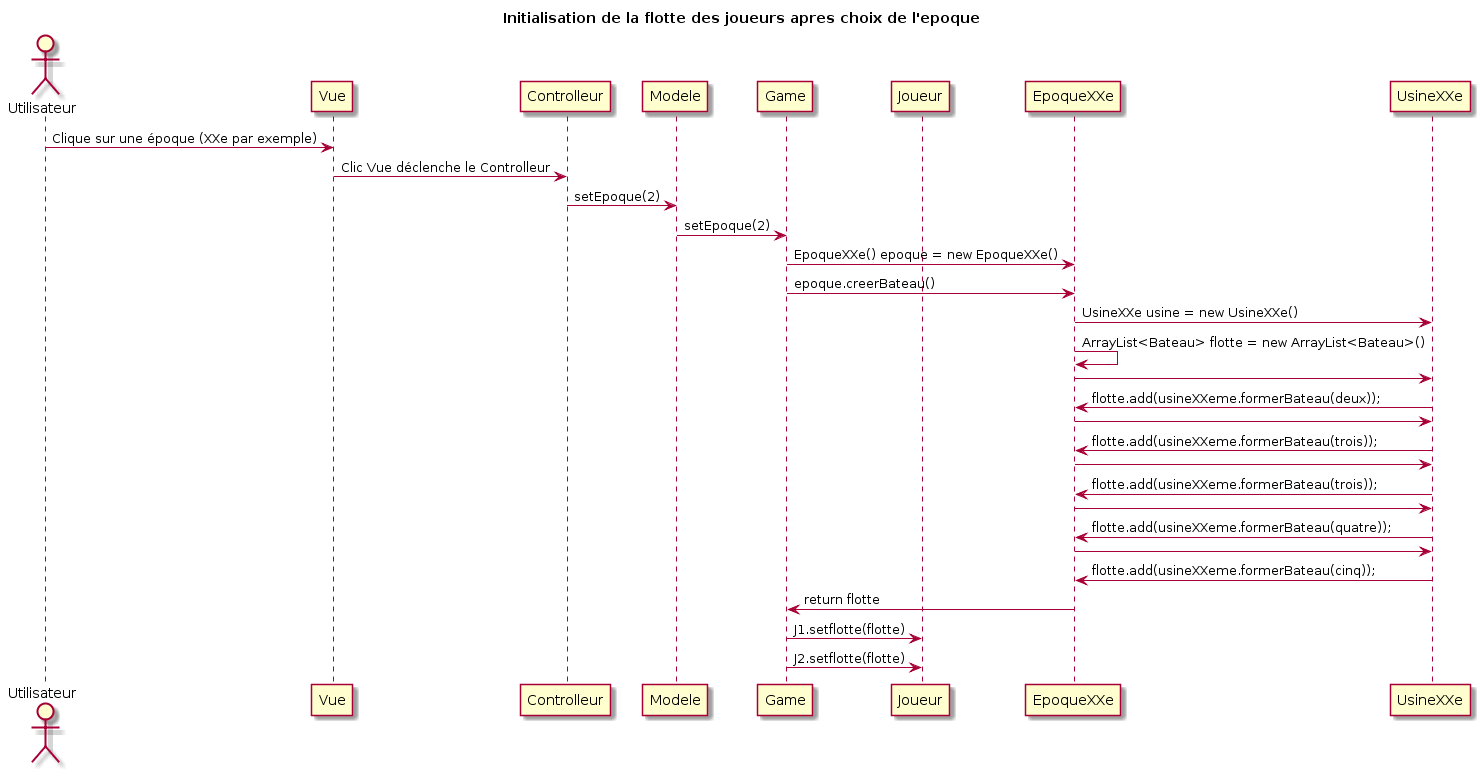 Initialisation de la flotte des joueurs apres choix de l'epoque
Utilisateur
Vue
Controlleur
Modele
Game
Joueur
EpoqueXXe
UsineXXe
Clique sur une époque (XXe par exemple)
Clic Vue déclenche le Controlleur
setEpoque(2)
setEpoque(2)
EpoqueXXe() epoque = new EpoqueXXe()
epoque.creerBateau()
UsineXXe usine = new UsineXXe()
ArrayList<Bateau> flotte = new ArrayList<Bateau>()
flotte.add(usineXXeme.formerBateau(deux));
flotte.add(usineXXeme.formerBateau(trois));
flotte.add(usineXXeme.formerBateau(trois));
flotte.add(usineXXeme.formerBateau(quatre));
flotte.add(usineXXeme.formerBateau(cinq));
return flotte
J1.setflotte(flotte)
J2.setflotte(flotte)
Utilisateur
Vue
Controlleur
Modele
Game
Joueur
EpoqueXXe
UsineXXe